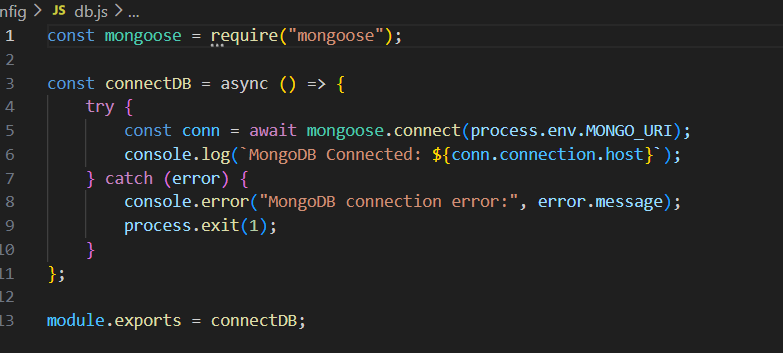 nfig > JS db.js > ...
1 const mongoose = require("mongoose");
2
3 const connectDB = async () => {
4     try {
5         const conn = await mongoose.connect(process.env.MONGO_URI);
6         console.log(`MongoDB Connected: ${conn.connection.host}`);
7     } catch (error) {
8         console.error("MongoDB connection error:", error.message);
9         process.exit(1);
10     }
11 };
12
13 module.exports = connectDB;